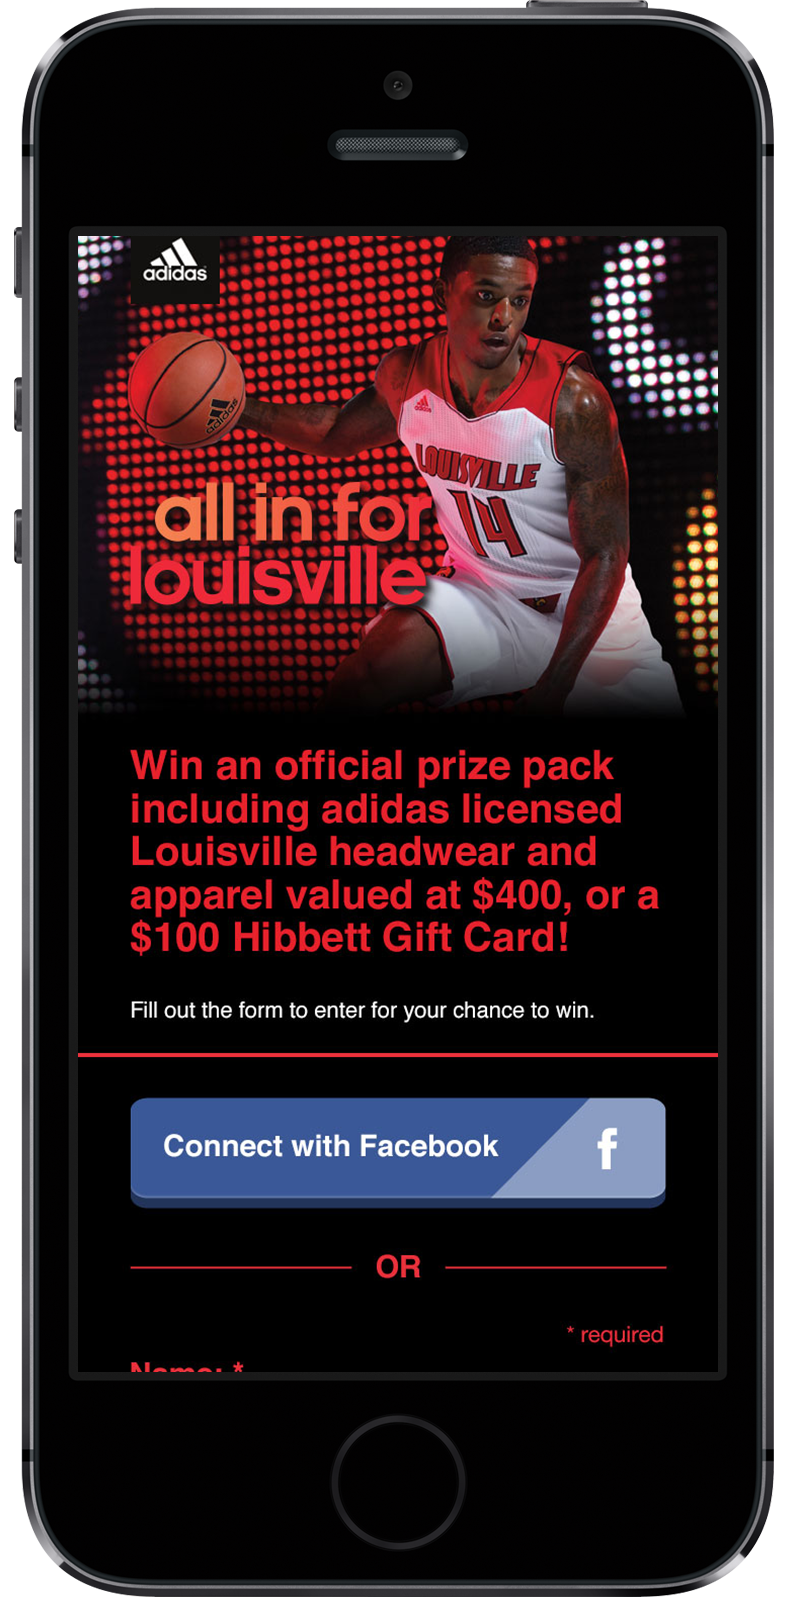 adidas
adidas
adidas
LOUISVILLE
14
all in for
louisville
Win an official prize pack
including adidas licensed
Louisville headwear and
apparel valued at $400, or a
$100 Hibbett Gift Card!
Fill out the form to enter for your chance to win.
Connect with Facebook
f
OR
* required
Name: *